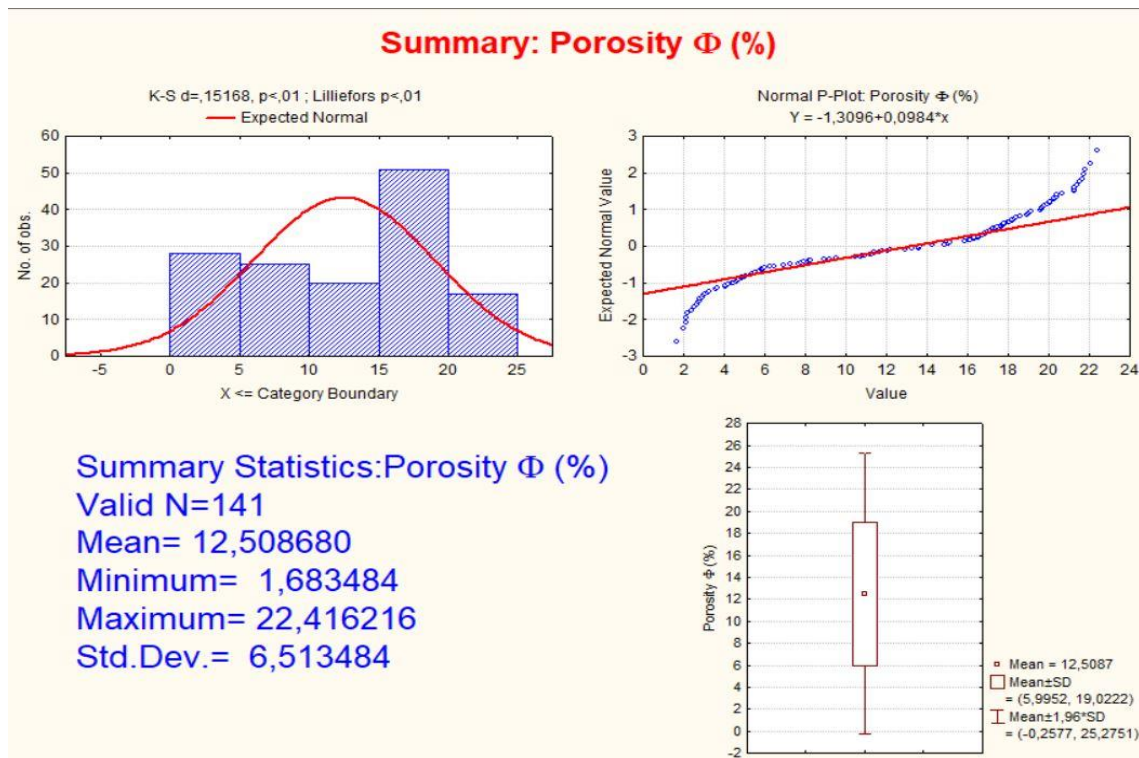 Summary: Porosity Φ (%)
K-S d=,15168, p<,01 ; Lilliefors p<,01
Expected Normal
No. of obs.
60
50
40
30
20
10
0
-5 0 5 10 15 20 25
X <= Category Boundary
Normal P-Plot: Porosity Φ (%)
Y = -1,3096+0,0984*x
Expected Normal Value
3
2
1
0
-1
-2
-3
0 2 4 6 8 10 12 14 16 18 20 22 24
Value
Summary Statistics:Porosity Φ (%)
Valid N=141
Mean= 12,508680
Minimum= 1,683484
Maximum= 22,416216
Std.Dev.= 6,513484
Porosity Φ (%)
28
26
24
22
20
18
16
14
12
10
8
6
4
2
0
-2
Mean = 12,5087
Mean±SD
= (5,9952, 19,0222)
Mean±1,96*SD
= (-0,2577, 25,2751)